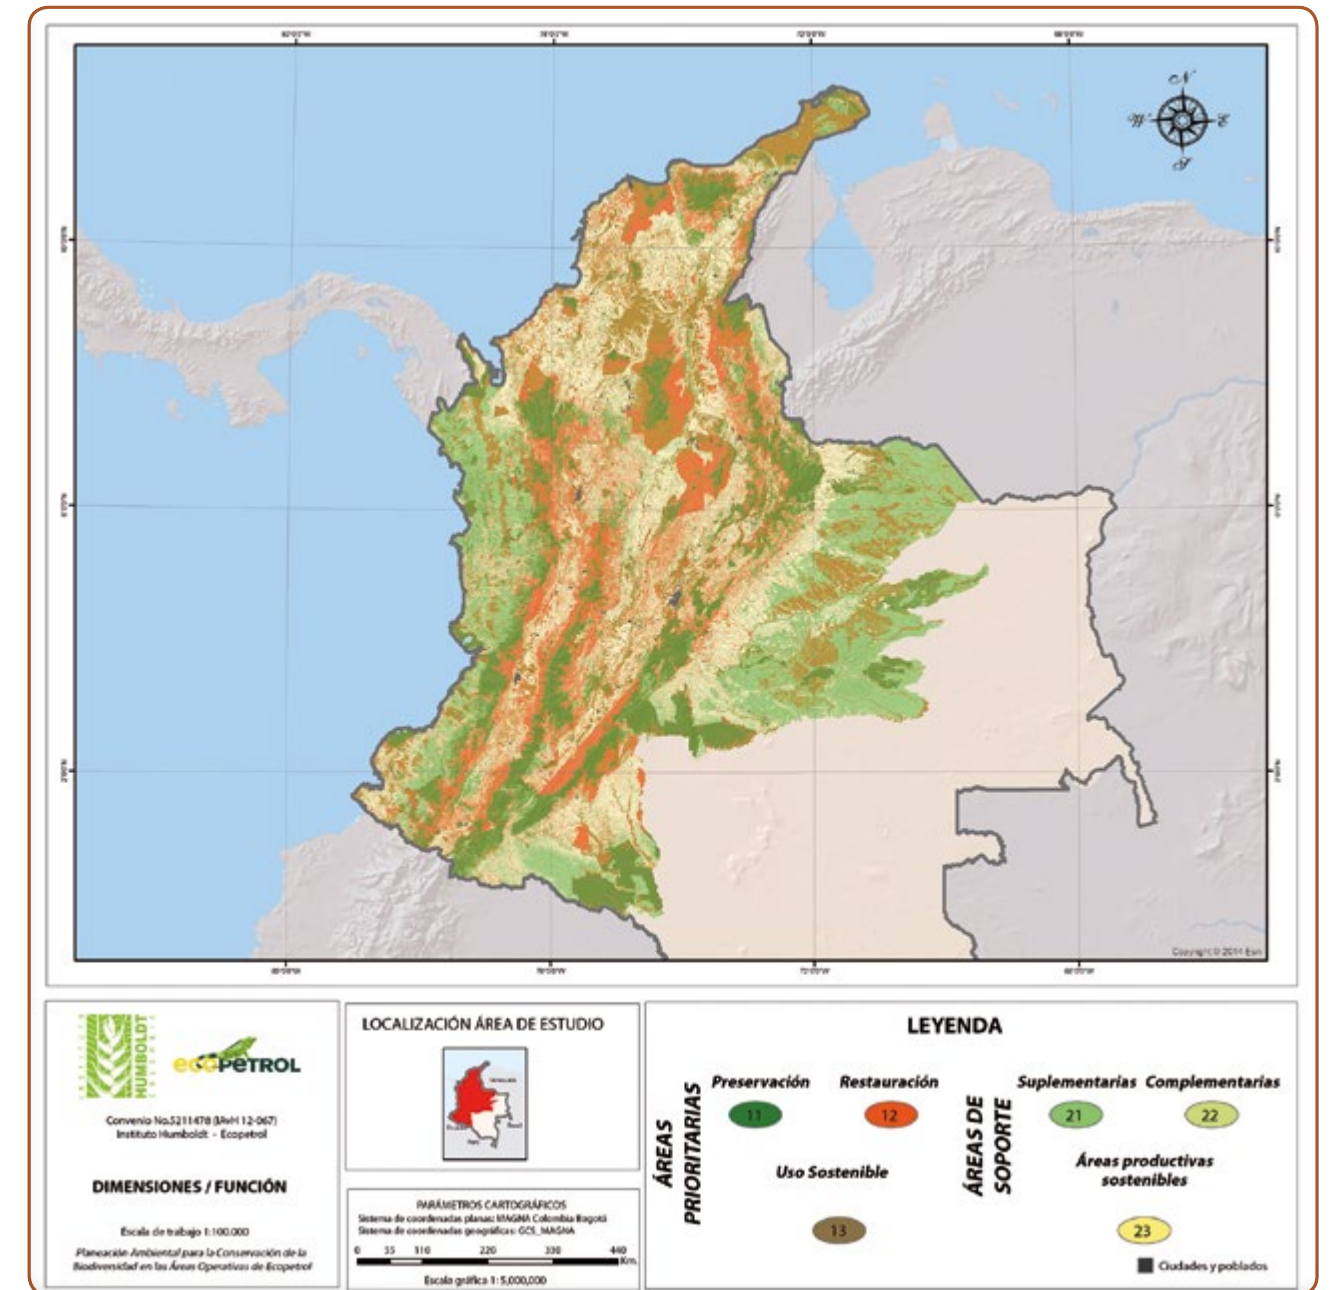 N
W E
S
Copyright:© 2014 Esri
INSTITUTO
HUMBOLDT
COLOMBIA
ecopetrol
Convenio No.5211478 (IAvH 12-067)
Instituto Humboldt - Ecopetrol
DIMENSIONES / FUNCIÓN
Escala de trabajo 1:100.000
Planeación Ambiental para la Conservación de la
Biodiversidad en las Áreas Operativas de Ecopetrol
LOCALIZACIÓN ÁREA DE ESTUDIO
PARÁMETROS CARTOGRÁFICOS
Sistema de coordenadas planas: MAGNA Colombia Bogotá
Sistema de coordenadas geográficas: GCS_MAGNA
0 55 110 220 330 440
Km.
Escala gráfica 1: 5,000,000
LEYENDA
ÁREAS
PRIORITARIAS
Preservación Restauración
11 12
Uso Sostenible
13
ÁREAS DE
SOPORTE
Suplementarias Complementarias
21 22
Áreas productivas
sostenibles
23
Ciudades y poblados